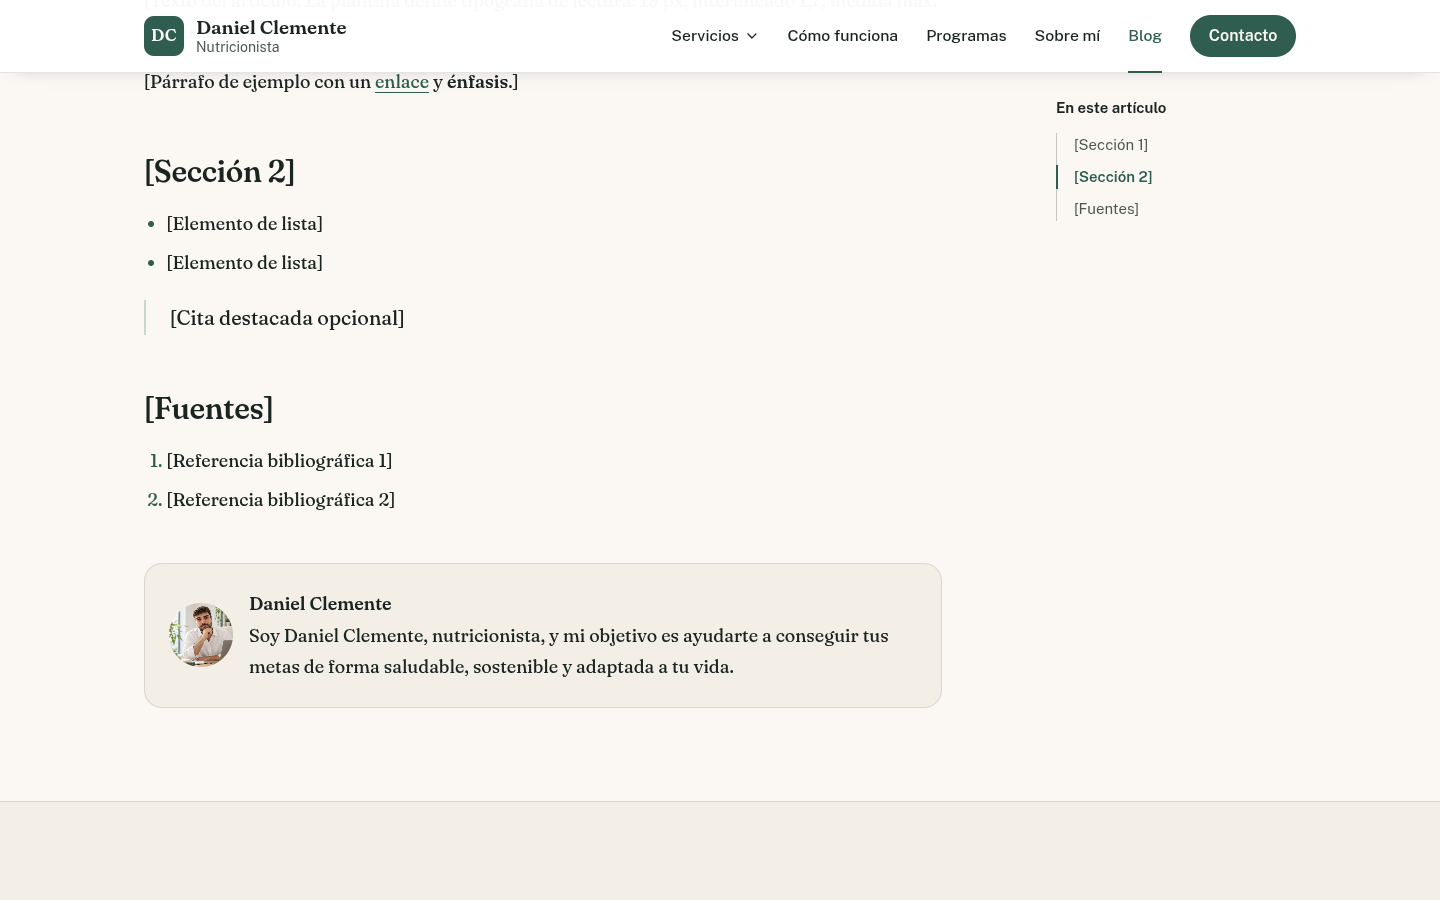 DC
Daniel Clemente
Nutricionista
Servicios
Cómo funciona
Programas
Sobre mí
Blog
Contacto
[Párrafo de ejemplo con un enlace y énfasis.]
[Sección 2]
[Elemento de lista]
[Elemento de lista]
[Cita destacada opcional]
[Fuentes]
1. [Referencia bibliográfica 1]
2. [Referencia bibliográfica 2]
Daniel Clemente
Soy Daniel Clemente, nutricionista, y mi objetivo es ayudarte a conseguir tus
metas de forma saludable, sostenible y adaptada a tu vida.
En este artículo
[Sección 1]
[Sección 2]
[Fuentes]